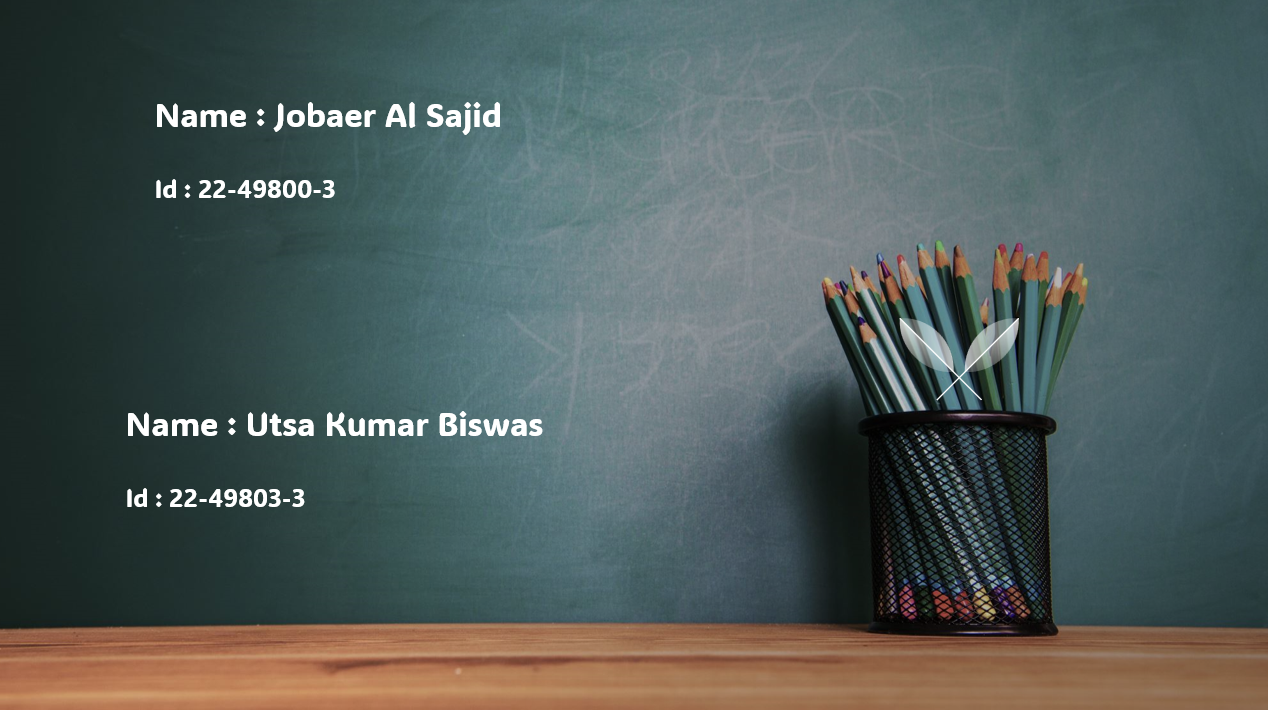 Name : Jobaer Al Sajid
Id : 22-49800-3
Name : Utsa Kumar Biswas
Id : 22-49803-3